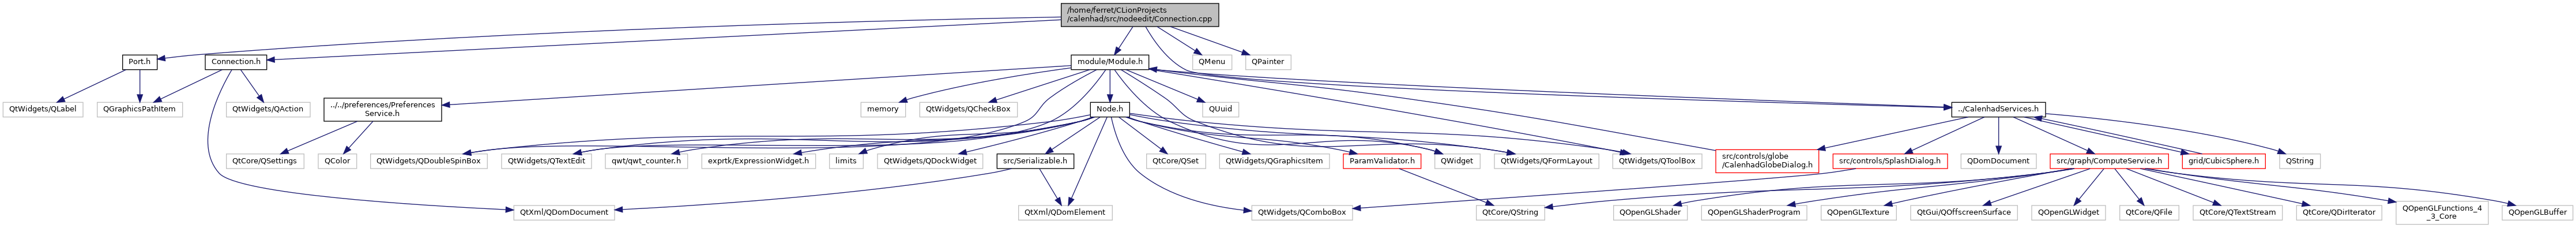 /home/ferret/CLionProjects
/calenhad/src/nodeedit/Connection.cpp
Port.h
Connection.h
module/Module.h
QMenu
QPainter
QtWidgets/QLabel
QGraphicsPathItem
QtWidgets/QAction
../../preferences/Preferences
Service.h
memory
QtWidgets/QCheckBox
Node.h
QUuid
../CalenhadServices.h
QtCore/QSettings
QColor
QtWidgets/QDoubleSpinBox
QtWidgets/QTextEdit
qwt/qwt_counter.h
exprtk/ExpressionWidget.h
limits
QtWidgets/QDockWidget
src/Serializable.h
QtCore/QSet
QtWidgets/QGraphicsItem
ParamValidator.h
QWidget
QtWidgets/QFormLayout
QtWidgets/QToolBox
src/controls/globe
/CalenhadGlobeDialog.h
src/controls/SplashDialog.h
QDomDocument
src/graph/ComputeService.h
grid/CubicSphere.h
QString
QtXml/QDomDocument
QtXml/QDomElement
QtWidgets/QComboBox
QtCore/QString
QOpenGLShader
QOpenGLShaderProgram
QOpenGLTexture
QtGui/QOffscreenSurface
QOpenGLWidget
QtCore/QFile
QtCore/QTextStream
QtCore/QDirIterator
QOpenGLFunctions_4
_3_Core
QOpenGLBuffer